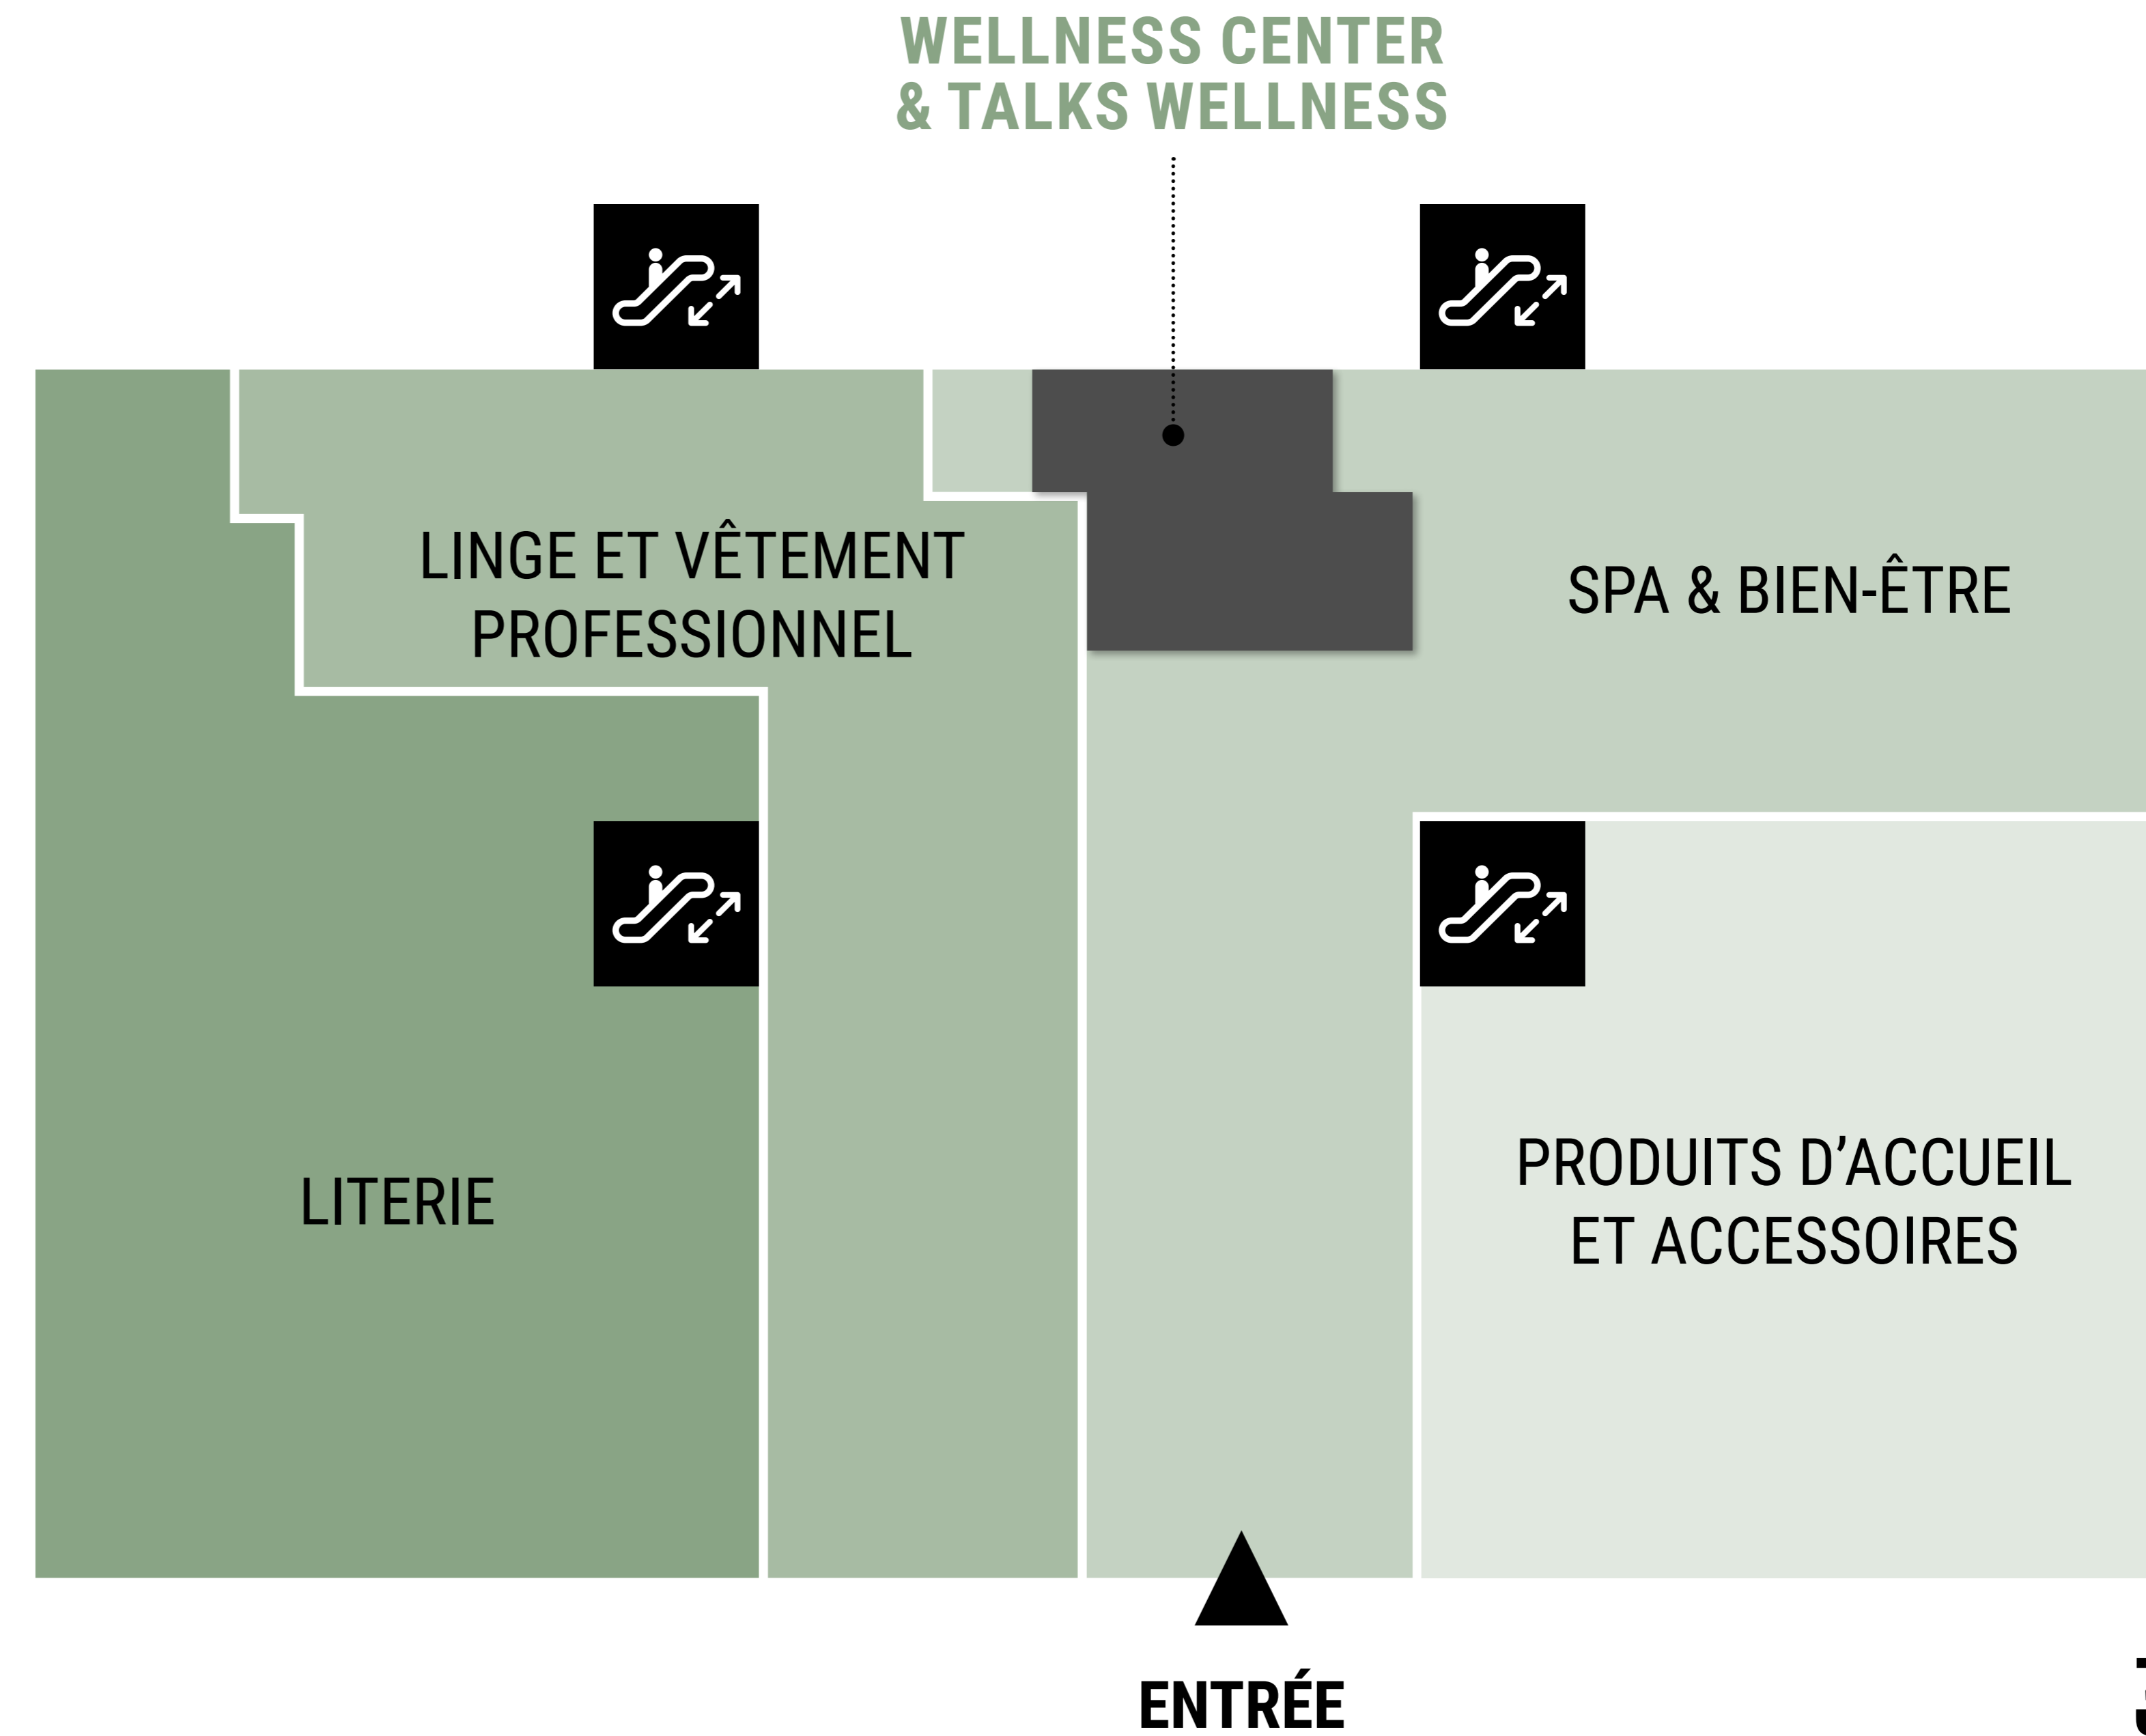 WELLNESS CENTER
& TALKS WELLNESS
LINGE ET VÊTEMENT
PROFESSIONNEL
SPA & BIEN-ÊTRE
LITERIE
PRODUITS D’ACCUEIL
ET ACCESSOIRES
ENTRÉE